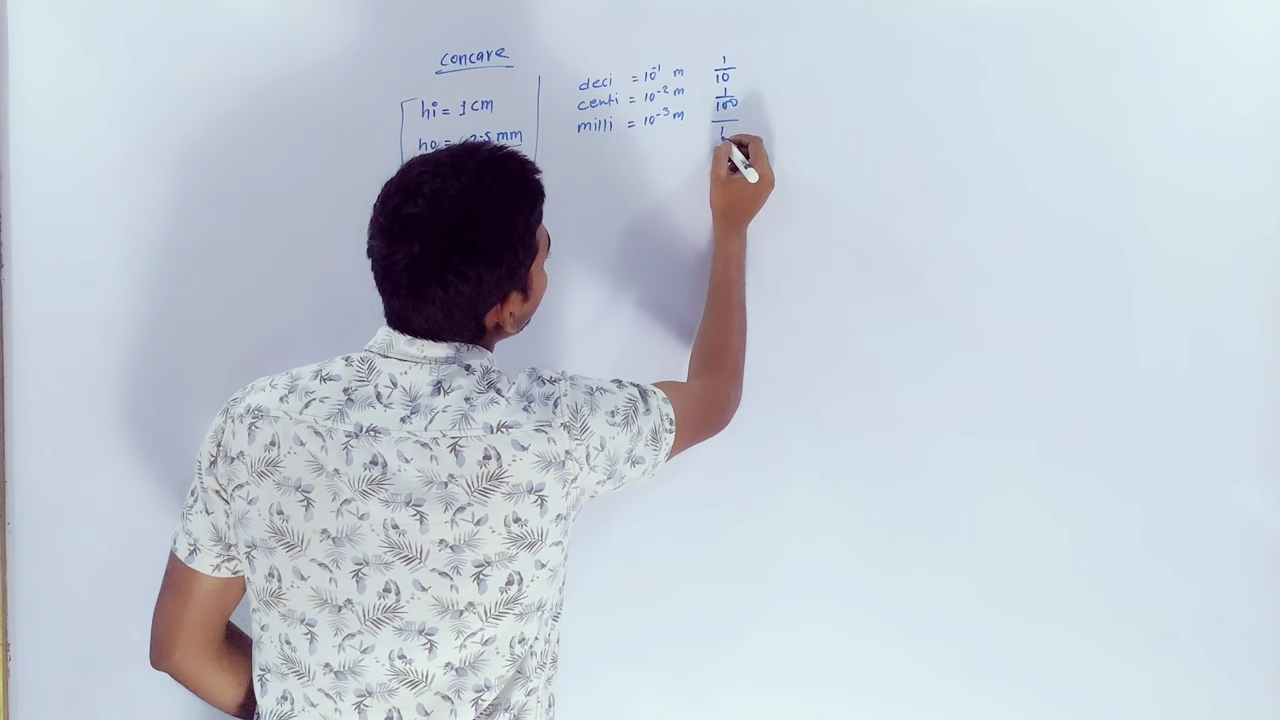 concave
hi = 1 cm
ho = 2.5 mm
deci = 10⁻¹ m
centi = 10⁻² m
milli = 10⁻³ m
1
10
1
100
1